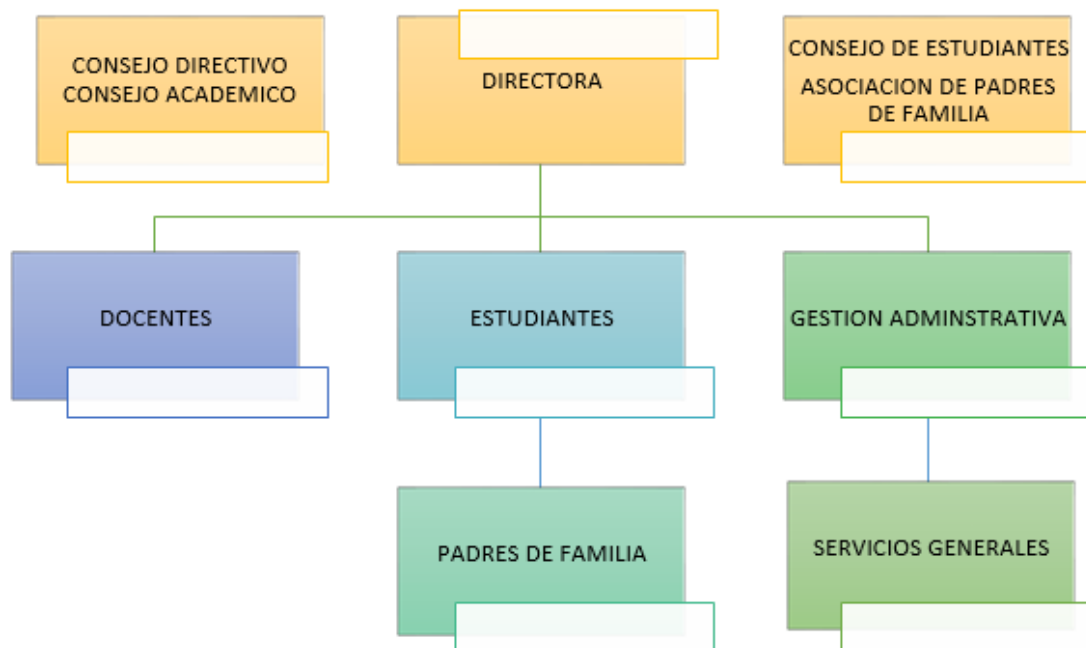 CONSEJO DIRECTIVO
CONSEJO ACADEMICO
DIRECTORA
CONSEJO DE ESTUDIANTES
ASOCIACION DE PADRES
DE FAMILIA
DOCENTES
ESTUDIANTES
GESTION ADMINSTRATIVA
PADRES DE FAMILIA
SERVICIOS GENERALES